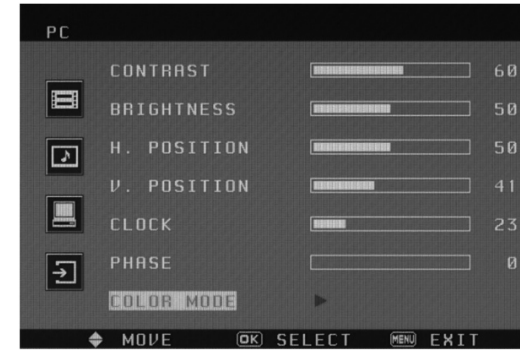 PC
CONTRAST 60
BRIGHTNESS 50
H. POSITION 50
V. POSITION 41
CLOCK 23
PHASE 0
COLOR MODE
MOVE OK SELECT MENU EXIT